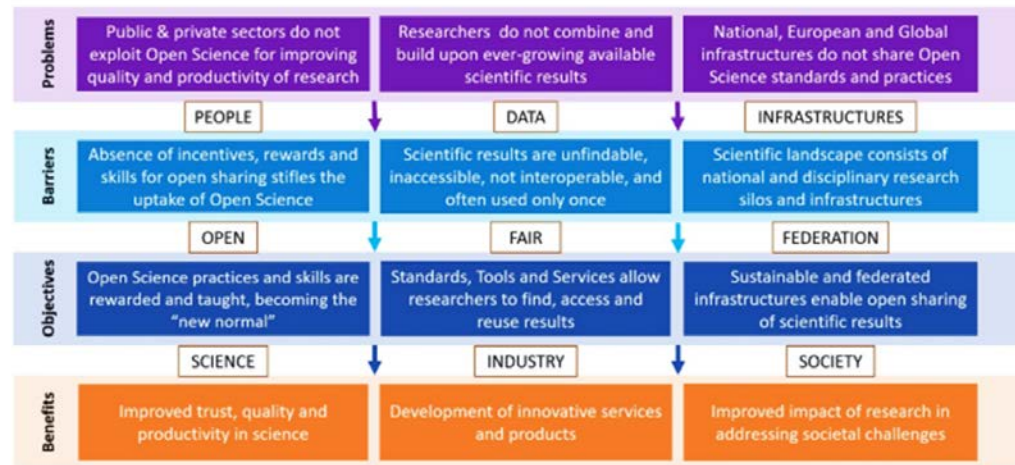 Problems
Public & private sectors do not
exploit Open Science for improving
quality and productivity of research
Researchers do not combine and
build upon ever-growing available
scientific results
National, European and Global
infrastructures do not share Open
Science standards and practices
PEOPLE
DATA
INFRASTRUCTURES
Barriers
Absence of incentives, rewards and
skills for open sharing stifles the
uptake of Open Science
Scientific results are unfindable,
inaccessible, not interoperable, and
often used only once
Scientific landscape consists of
national and disciplinary research
silos and infrastructures
OPEN
FAIR
FEDERATION
Objectives
Open Science practices and skills are
rewarded and taught, becoming the
“new normal”
Standards, Tools and Services allow
researchers to find, access and
reuse results
Sustainable and federated
infrastructures enable open sharing
of scientific results
SCIENCE
INDUSTRY
SOCIETY
Benefits
Improved trust, quality and
productivity in science
Development of innovative services
and products
Improved impact of research in
addressing societal challenges